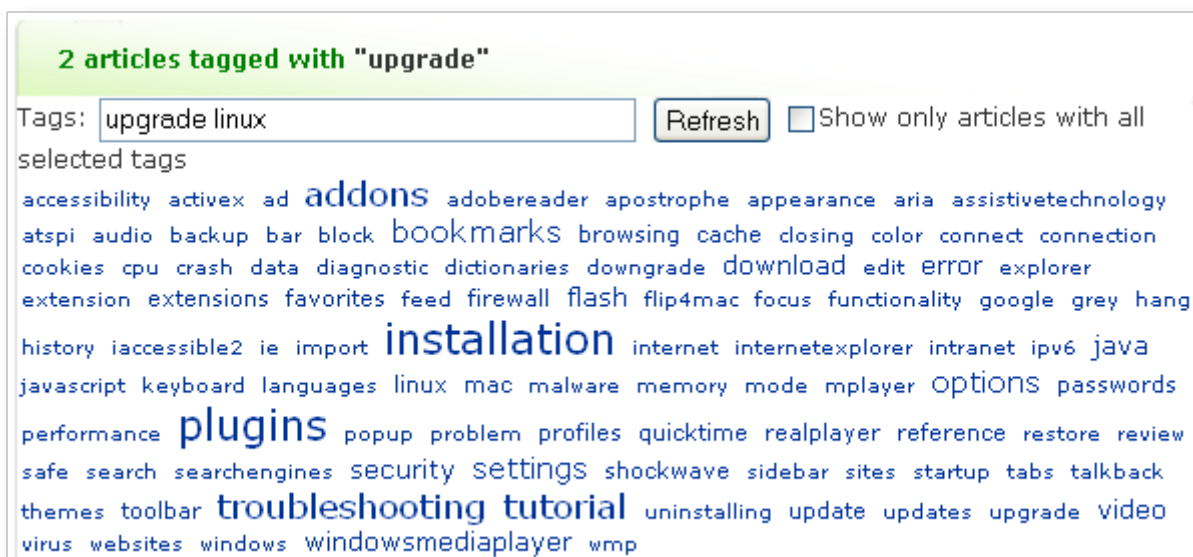 2 articles tagged with "upgrade"
Tags: upgrade linux Refresh Show only articles with all
selected tags
accessibility activex ad addons adobereader apostrophe appearance aria assistivetechnology
atspi audio backup bar block bookmarks browsing cache closing color connect connection
cookies cpu crash data diagnostic dictionaries downgrade download edit error explorer
extension extensions favorites feed firewall flash flip4mac focus functionality google grey hang
history iaccessible2 ie import installation internet internetexplorer intranet ipv6 java
javascript keyboard languages linux mac malware memory mode mplayer options passwords
performance plugins popup problem profiles quicktime realplayer reference restore review
safe search searchengines security settings shockwave sidebar sites startup tabs talkback
themes toolbar troubleshooting tutorial uninstalling update updates upgrade video
virus websites windows windowsmediaplayer wmp